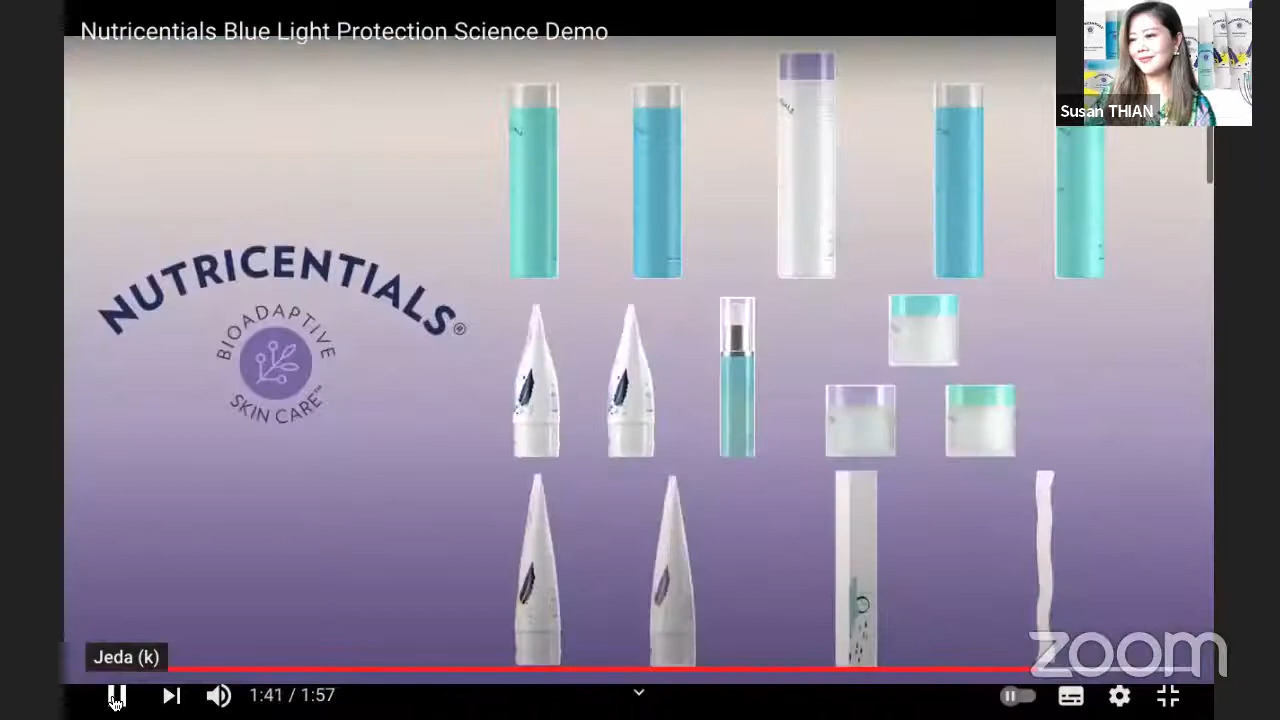 Nutricentials Blue Light Protection Science Demo
Susan THIAN
NUTRICENTIALS®
BIOADAPTIVE
SKIN CARE™
Jeda (k)
1:41 / 1:57
zoom